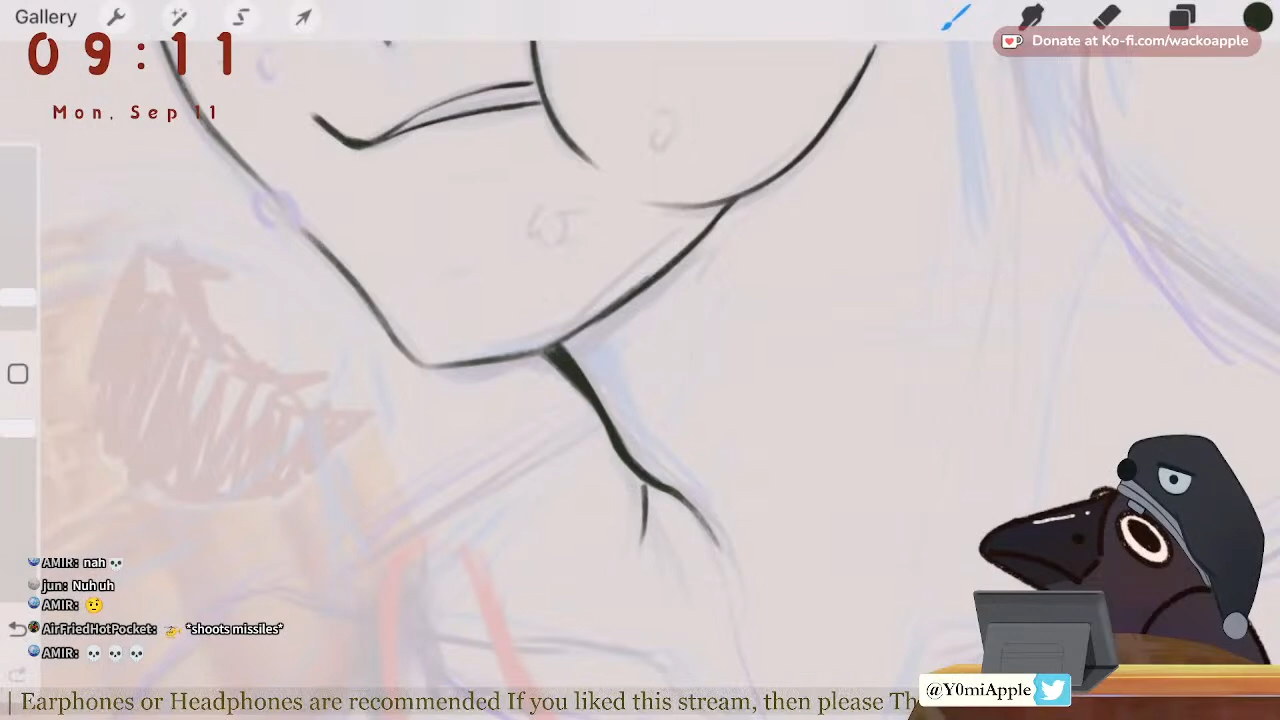 Gallery
09:11
Mon, Sep 11
Donate at Ko-fi.com/wackoapple
AMIR: nah 💀
jun: Nuh uh
AMIR: 🤨
AirFriedHotPocket: 🚁 *shoots missiles*
AMIR: 💀 💀 💀
@Y0miApple
| Earphones or Headphones are recommended If you liked this stream, then please Th